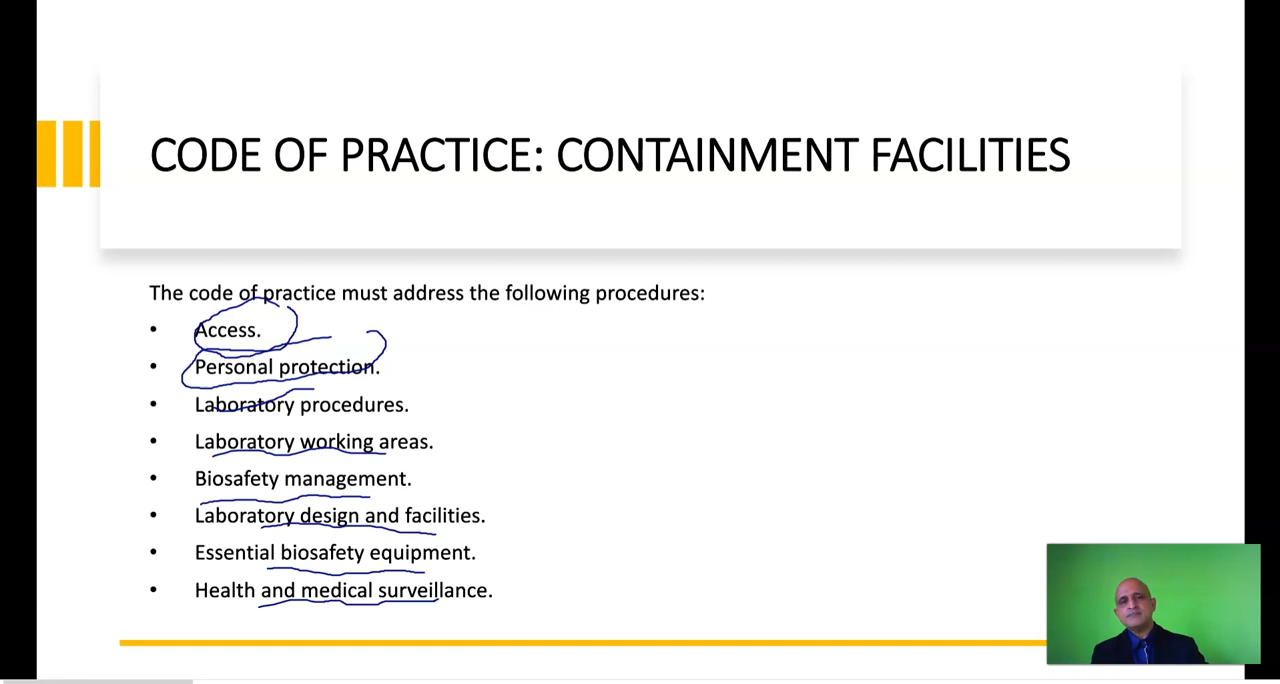 CODE OF PRACTICE: CONTAINMENT FACILITIES
The code of practice must address the following procedures:
• Access.
• Personal protection.
• Laboratory procedures.
• Laboratory working areas.
• Biosafety management.
• Laboratory design and facilities.
• Essential biosafety equipment.
• Health and medical surveillance.